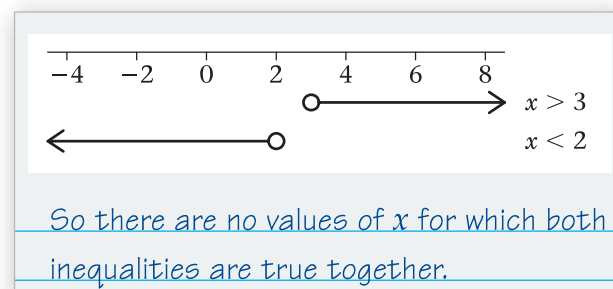 −4 −2 0 2 4 6 8
x > 3
x < 2
So there are no values of x for which both
inequalities are true together.